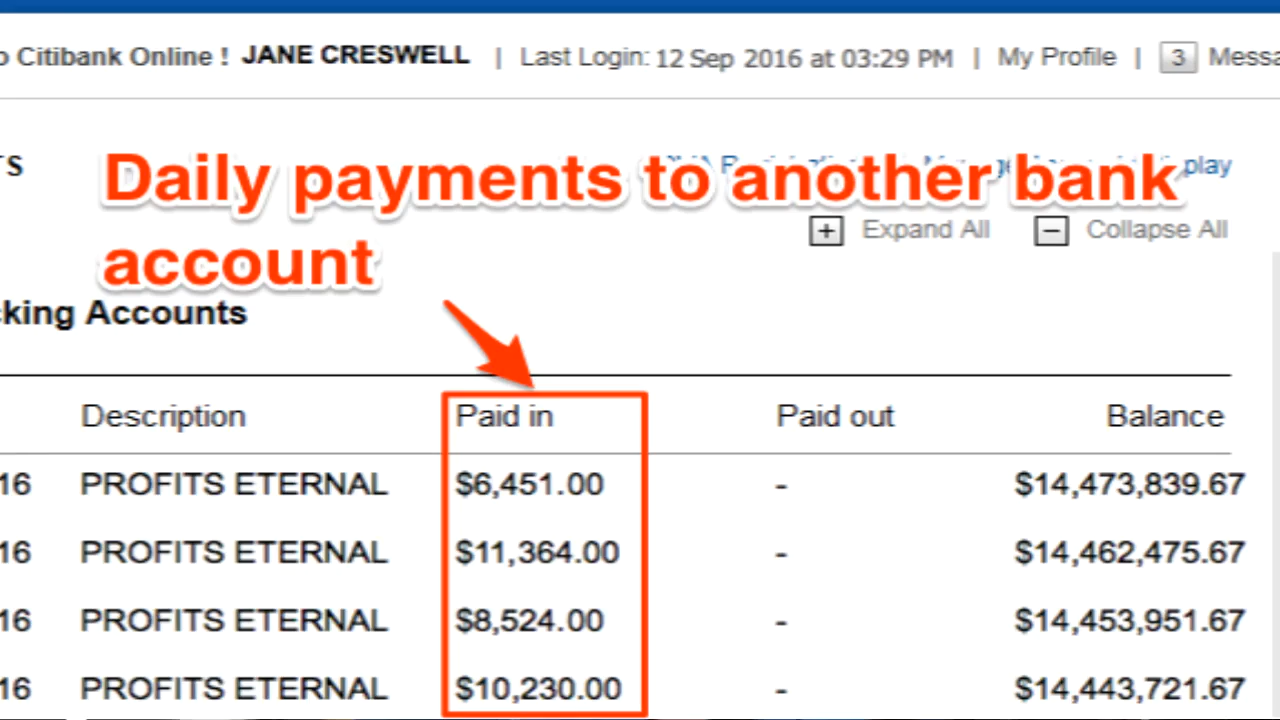 Citibank Online ! JANE CRESWELL | Last Login: 12 Sep 2016 at 03:29 PM | My Profile | 3 Messa
TS
Daily payments to another bank
account
+ Expand All − Collapse All
cking Accounts
Description Paid in Paid out Balance
16 PROFITS ETERNAL $6,451.00 - $14,473,839.67
16 PROFITS ETERNAL $11,364.00 - $14,462,475.67
16 PROFITS ETERNAL $8,524.00 - $14,453,951.67
16 PROFITS ETERNAL $10,230.00 - $14,443,721.67